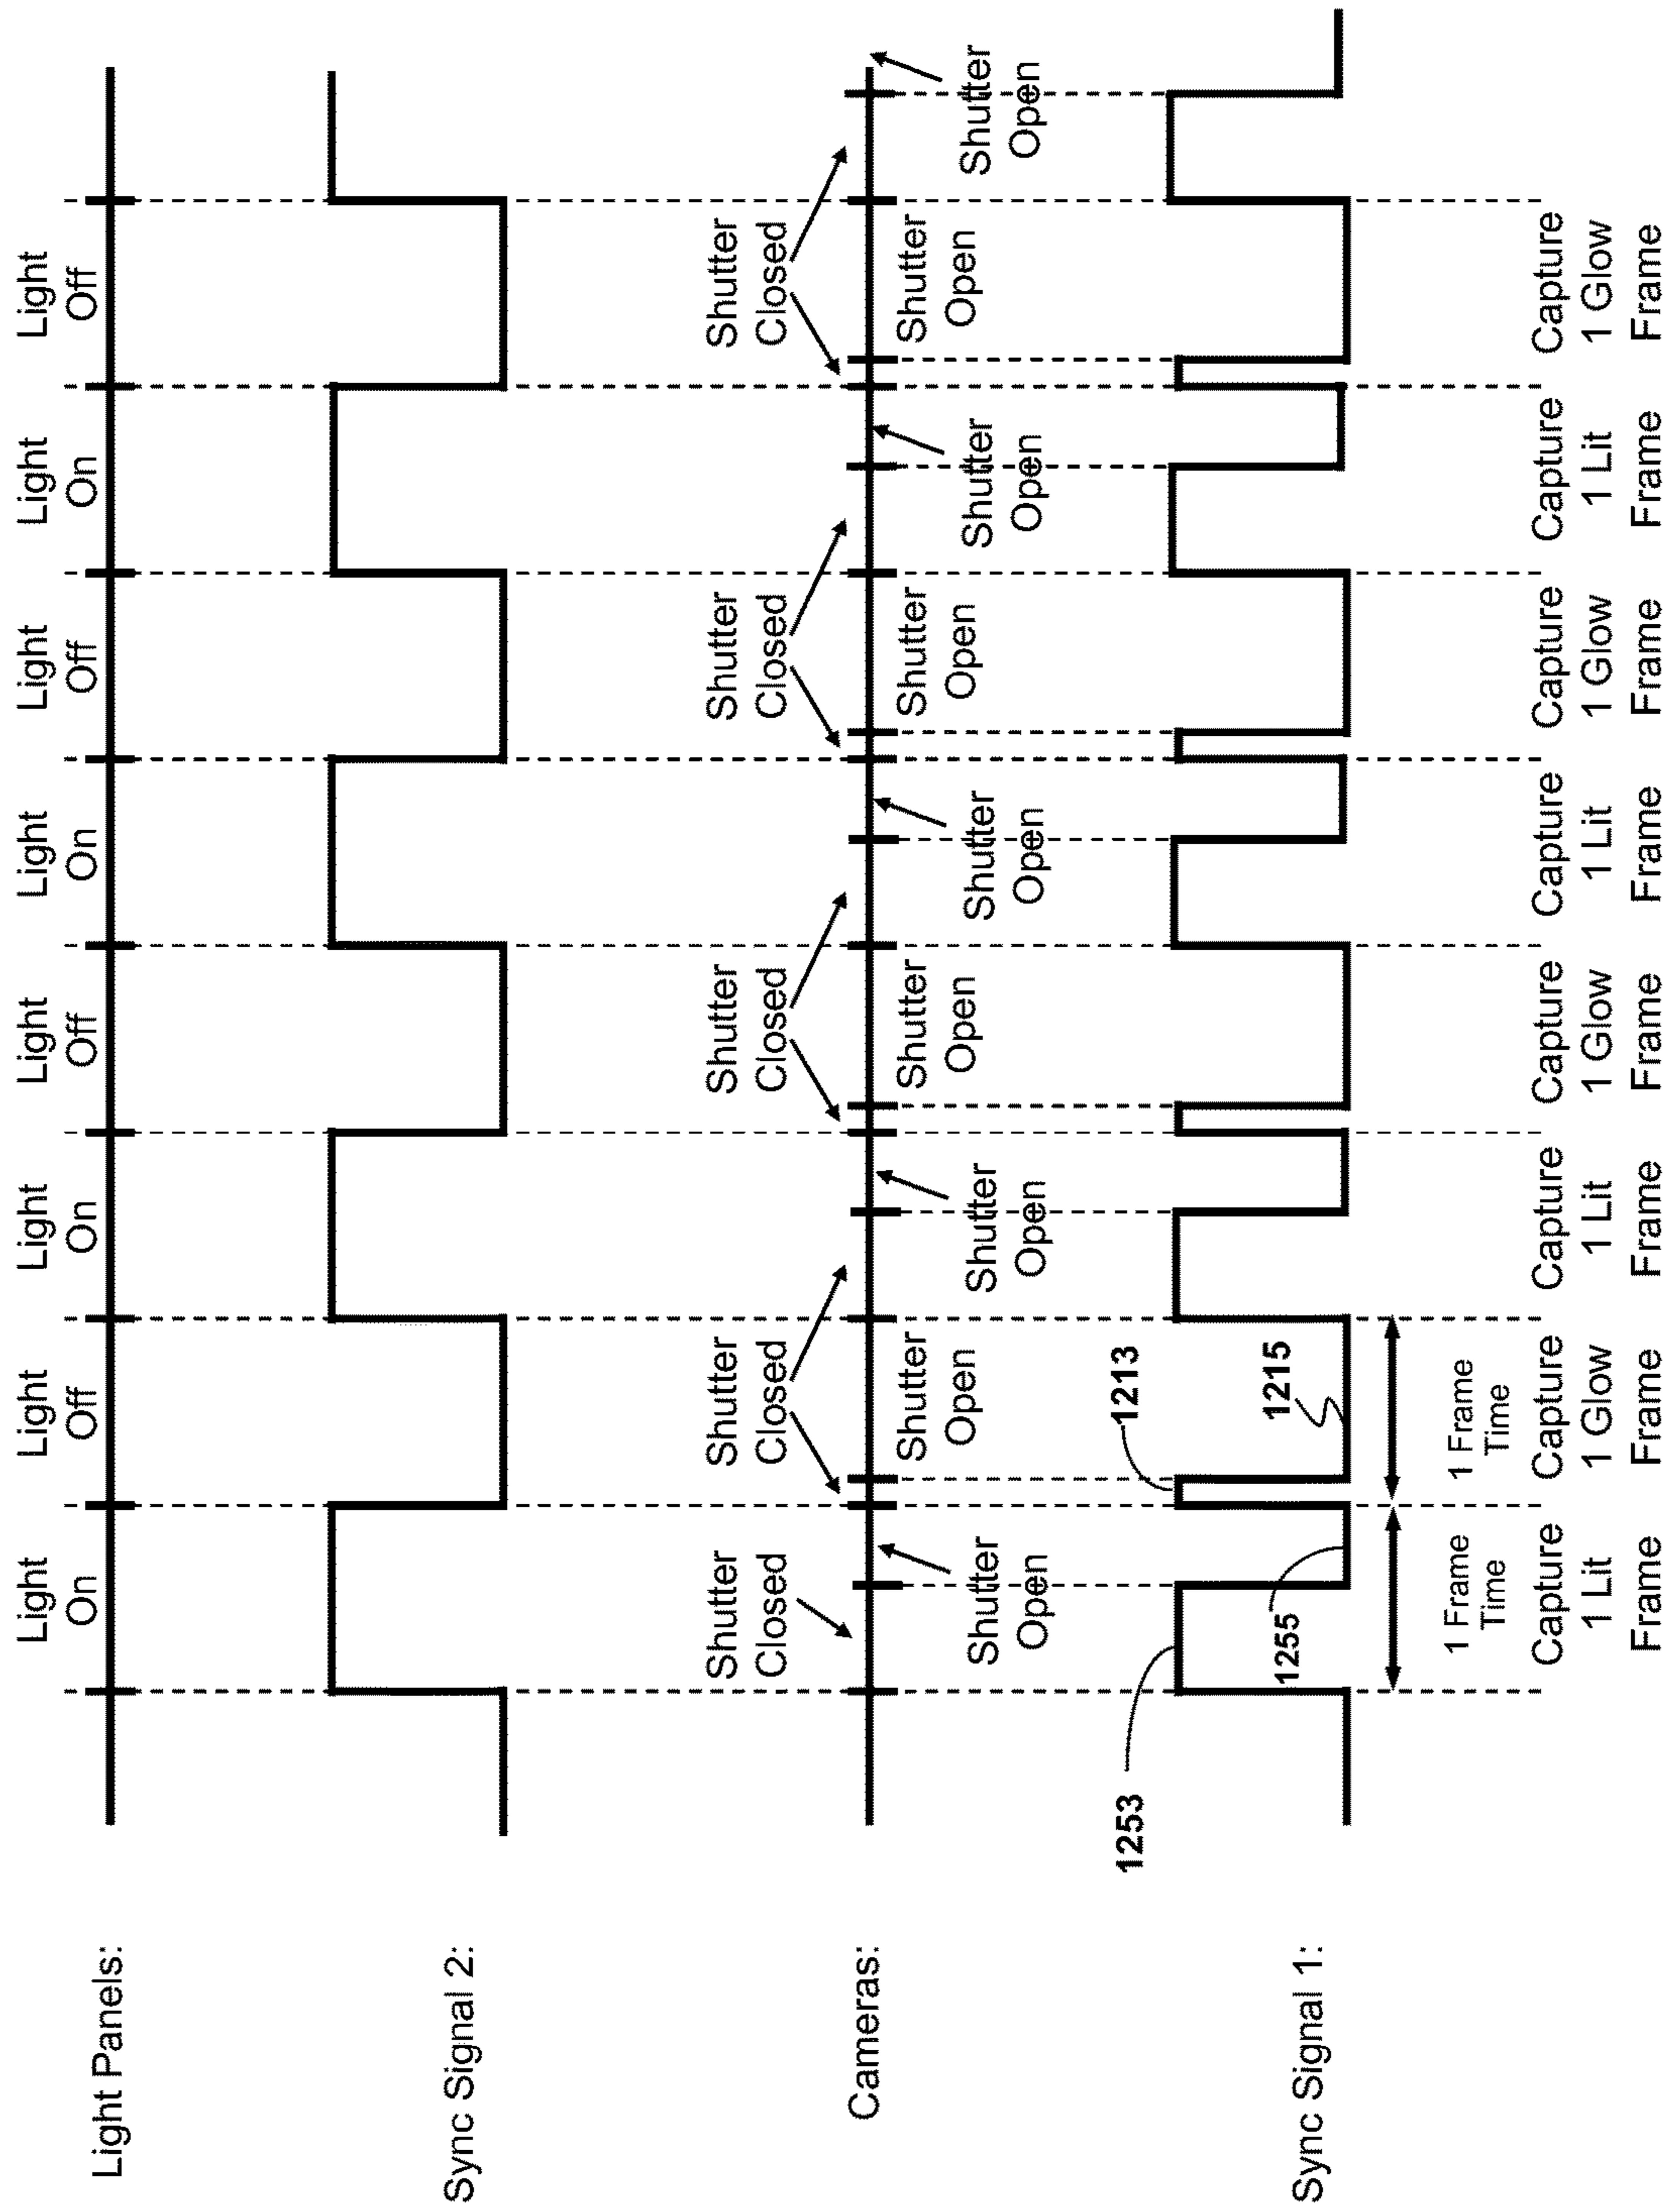 Light
On
Light
Off
Light
On
Light
Off
Light
On
Light
Off
Light
On
Light
Off
Light Panels:
Sync Signal 2:
Shutter
Closed
Shutter
Closed
Shutter
Closed
Shutter
Closed
Shutter
Closed
Cameras:
Shutter
Open
Shutter
Open
Shutter
Open
Shutter
Open
Shutter
Open
Shutter
Open
Shutter
Open
Shutter
Open
Shutter
Open
1253
1213
1255
1215
Sync Signal 1:
1 Frame
Time
1 Frame
Time
Capture
1 Lit
Frame
Capture
1 Glow
Frame
Capture
1 Lit
Frame
Capture
1 Glow
Frame
Capture
1 Lit
Frame
Capture
1 Glow
Frame
Capture
1 Lit
Frame
Capture
1 Glow
Frame